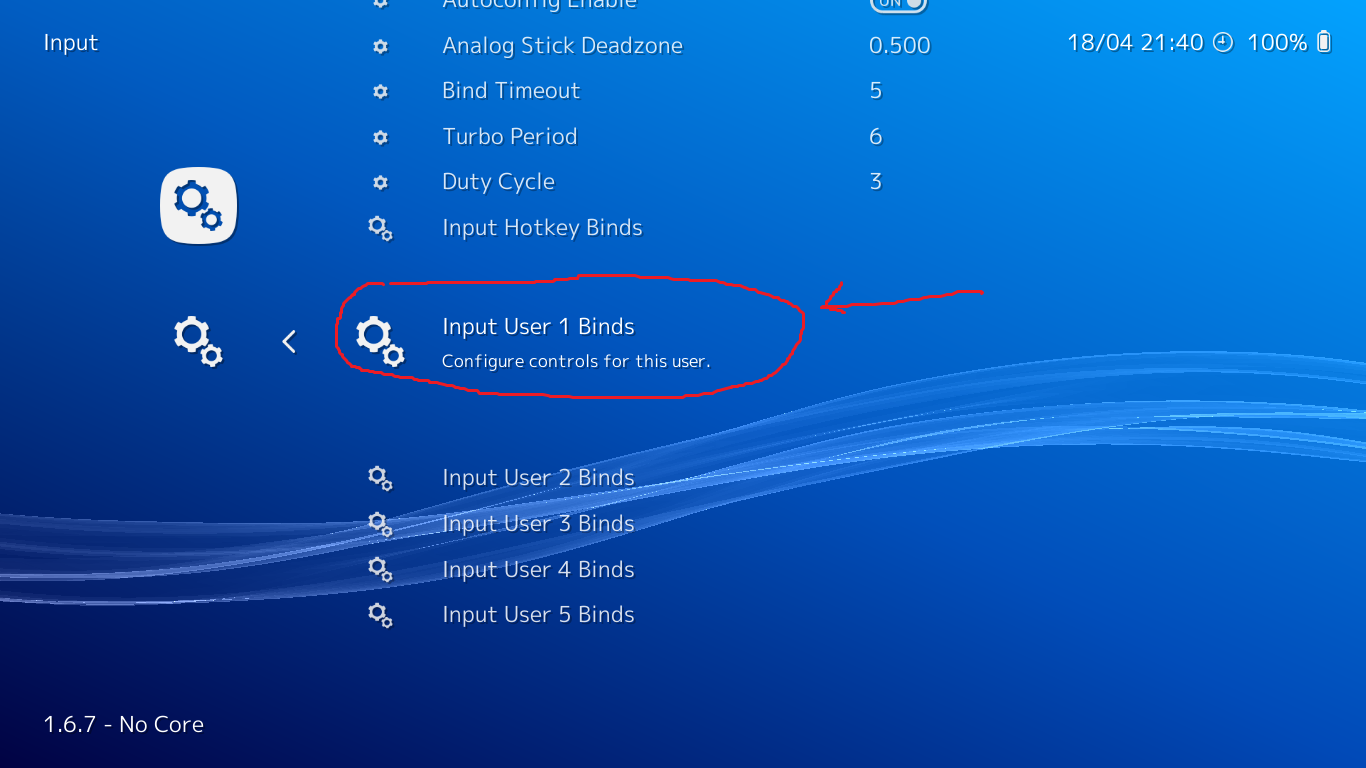 Autoconfig Enable ON
Input
Analog Stick Deadzone 0.500
18/04 21:40 100%
Bind Timeout 5
Turbo Period 6
Duty Cycle 3
Input Hotkey Binds
Input User 1 Binds
Configure controls for this user.
Input User 2 Binds
Input User 3 Binds
Input User 4 Binds
Input User 5 Binds
1.6.7 - No Core